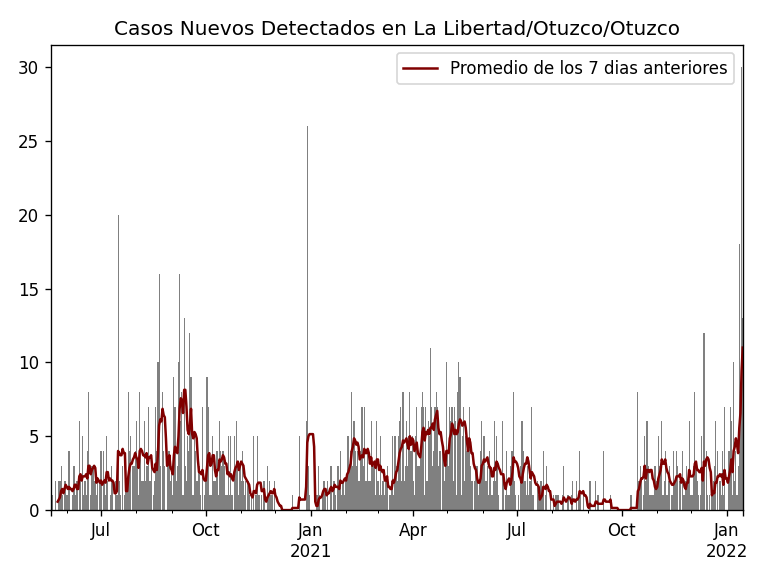 Casos Nuevos Detectados en La Libertad/Otuzco/Otuzco
Promedio de los 7 dias anteriores
30
25
20
15
10
5
0
Jul Oct Jan Apr Jul Oct Jan
2021 2022